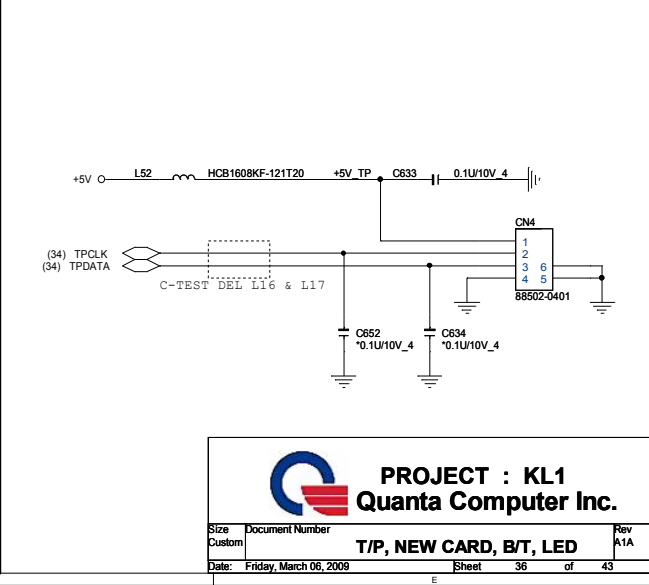 +5V L52 HCB1608KF-121T20 +5V_TP C633 0.1U/10V_4
CN4
1
(34) TPCLK 2
(34) TPDATA 3 6
4 5
C-TEST DEL L16 & L17
88502-0401
C652 C634
*0.1U/10V_4 *0.1U/10V_4
PROJECT : KL1
Quanta Computer Inc.
Size Document Number Rev
Custom T/P, NEW CARD, B/T, LED A1A
Date: Friday, March 06, 2009 Sheet 36 of 43
E